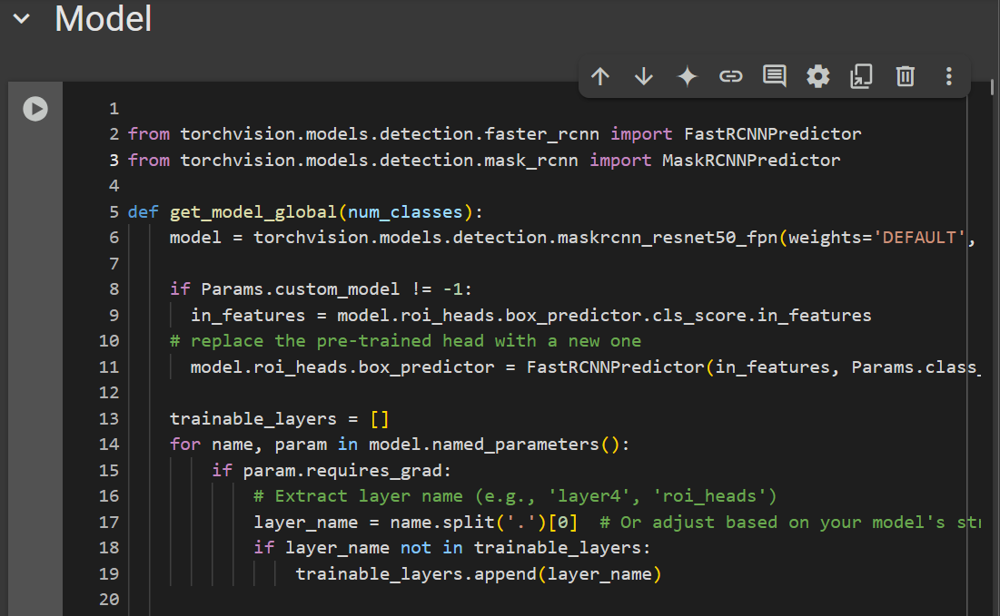 Model
1
2 from torchvision.models.detection.faster_rcnn import FastRCNNPredictor
3 from torchvision.models.detection.mask_rcnn import MaskRCNNPredictor
4
5 def get_model_global(num_classes):
6     model = torchvision.models.detection.maskrcnn_resnet50_fpn(weights='DEFAULT',
7
8     if Params.custom_model != -1:
9       in_features = model.roi_heads.box_predictor.cls_score.in_features
10     # replace the pre-trained head with a new one
11       model.roi_heads.box_predictor = FastRCNNPredictor(in_features, Params.class_
12
13     trainable_layers = []
14     for name, param in model.named_parameters():
15         if param.requires_grad:
16             # Extract layer name (e.g., 'layer4', 'roi_heads')
17             layer_name = name.split('.')[0]  # Or adjust based on your model's
18             if layer_name not in trainable_layers:
19                 trainable_layers.append(layer_name)
20